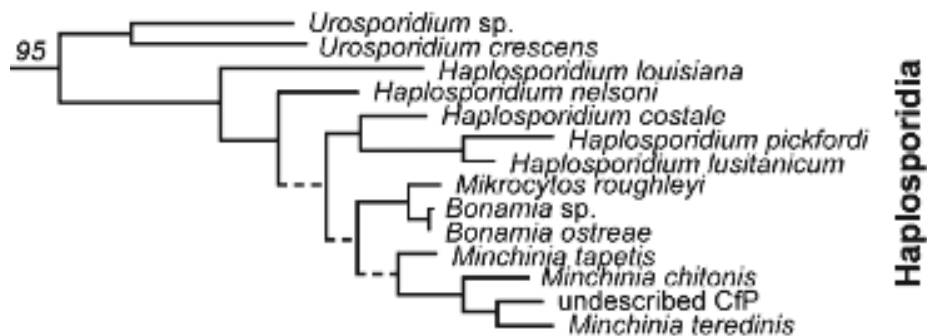 Urosporidium sp.
95
Urosporidium crescens
Haplosporidium louisiana
Haplosporidium nelsoni
Haplosporidium costale
Haplosporidium pickfordi
Haplosporidium lusitanicum
Mikrocytos roughleyi
Bonamia sp.
Bonamia ostreae
Minchinia tapetis
Minchinia chitonis
undescribed CfP
Minchinia teredinis
Haplosporidia